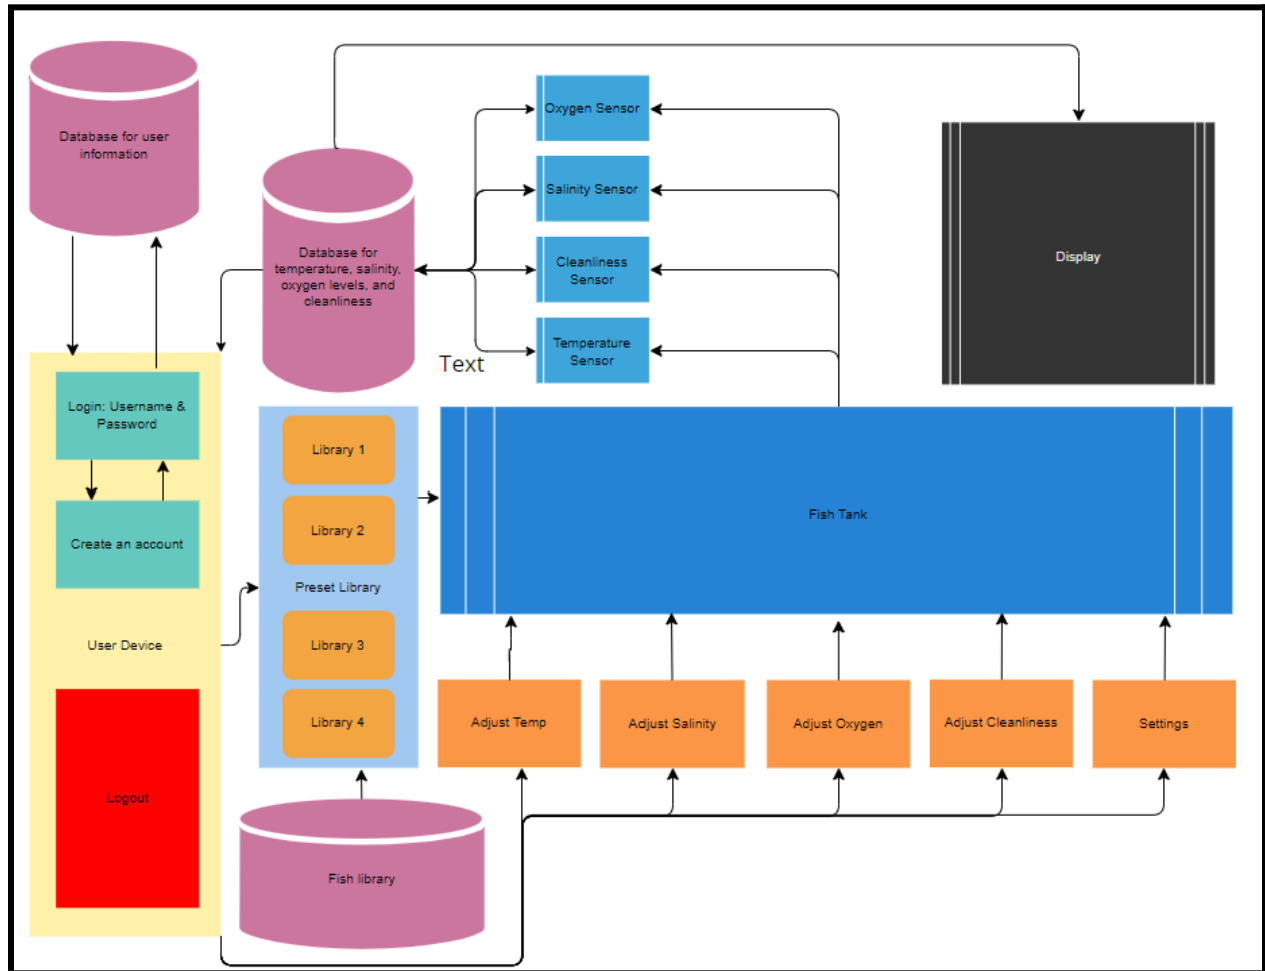 Database for user
information
Oxygen Sensor
Salinity Sensor
Database for
temperature, salinity,
oxygen levels, and
cleanliness
Cleanliness
Sensor
Temperature
Sensor
Text
Display
Login: Username &
Password
Create an account
User Device
Logout
Library 1
Library 2
Preset Library
Library 3
Library 4
Fish Tank
Adjust Temp
Adjust Salinity
Adjust Oxygen
Adjust Cleanliness
Settings
Fish library